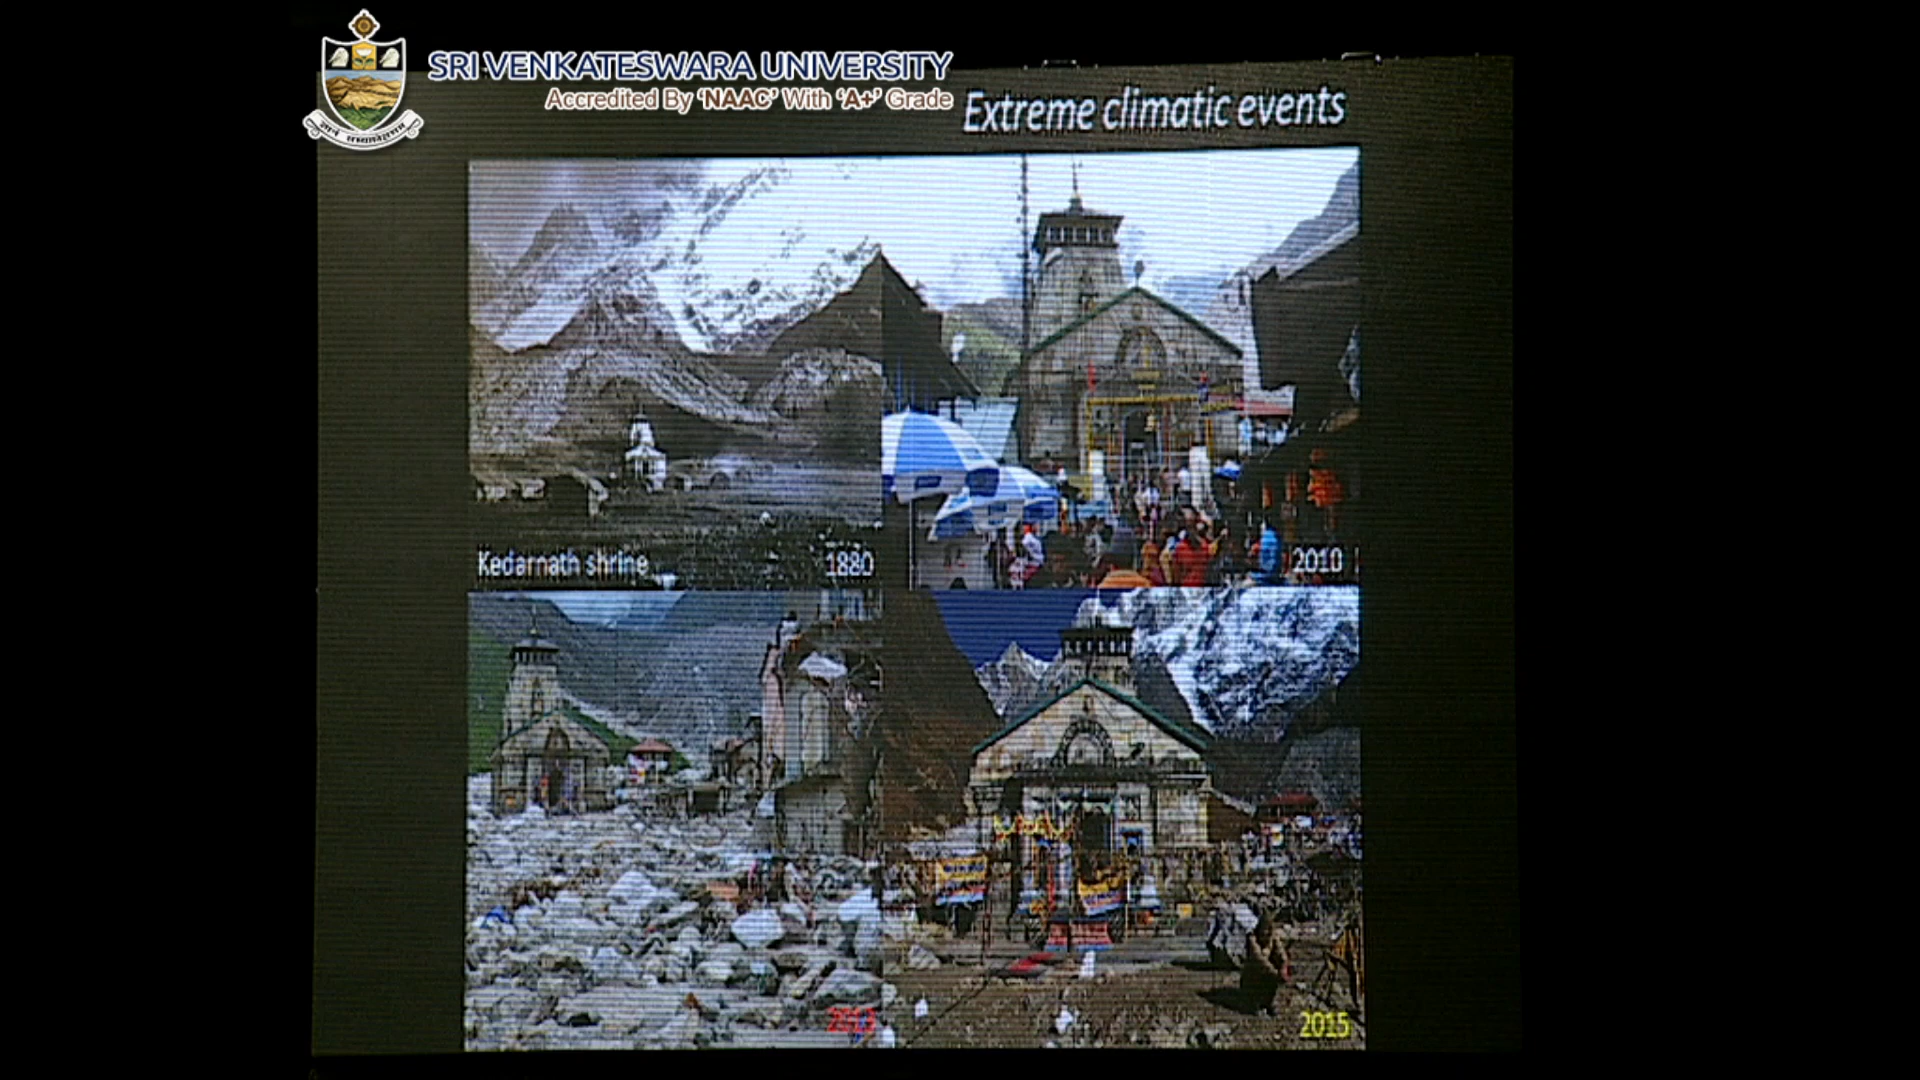 SRI VENKATESWARA UNIVERSITY
Accredited By 'NAAC' With 'A+' Grade
Extreme climatic events
Kedarnath shrine
1880
2010
2013
2015